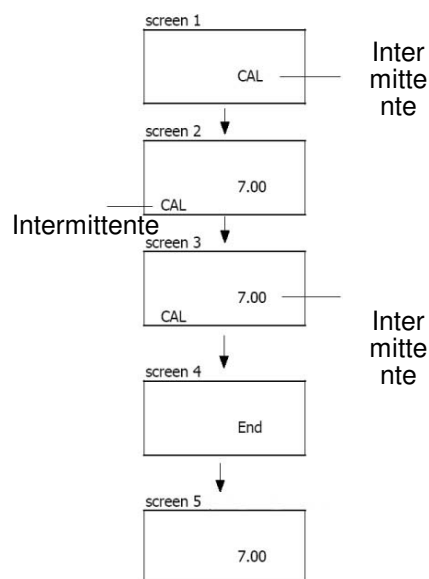 screen 1
CAL
Inter
mitte
nte
screen 2
7.00
CAL
Intermittente
screen 3
7.00
CAL
Inter
mitte
nte
screen 4
End
screen 5
7.00